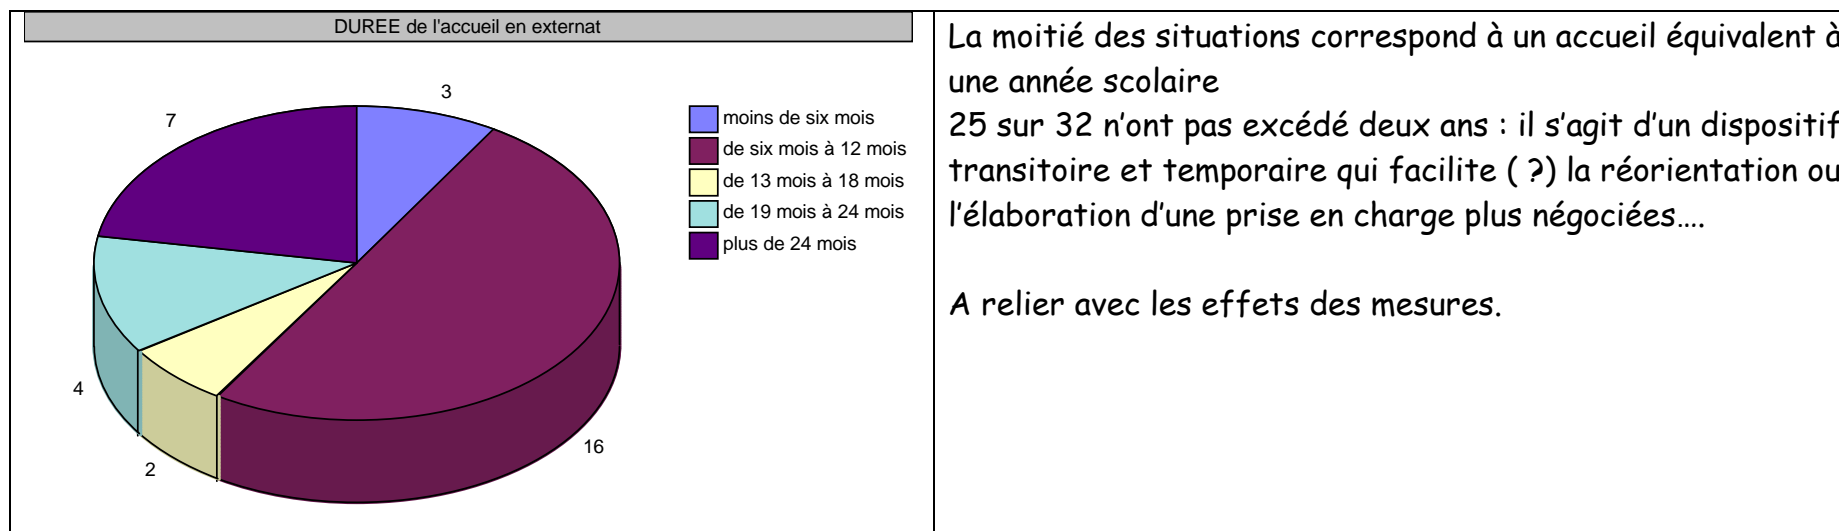 DUREE de l'accueil en externat
3
7
4
2
16
moins de six mois
de six mois à 12 mois
de 13 mois à 18 mois
de 19 mois à 24 mois
plus de 24 mois
La moitié des situations correspond à un accueil équivalent à
une année scolaire
25 sur 32 n'ont pas excédé deux ans : il s'agit d'un dispositif
transitoire et temporaire qui facilite ( ?) la réorientation ou
l'élaboration d'une prise en charge plus négociées….
A relier avec les effets des mesures.